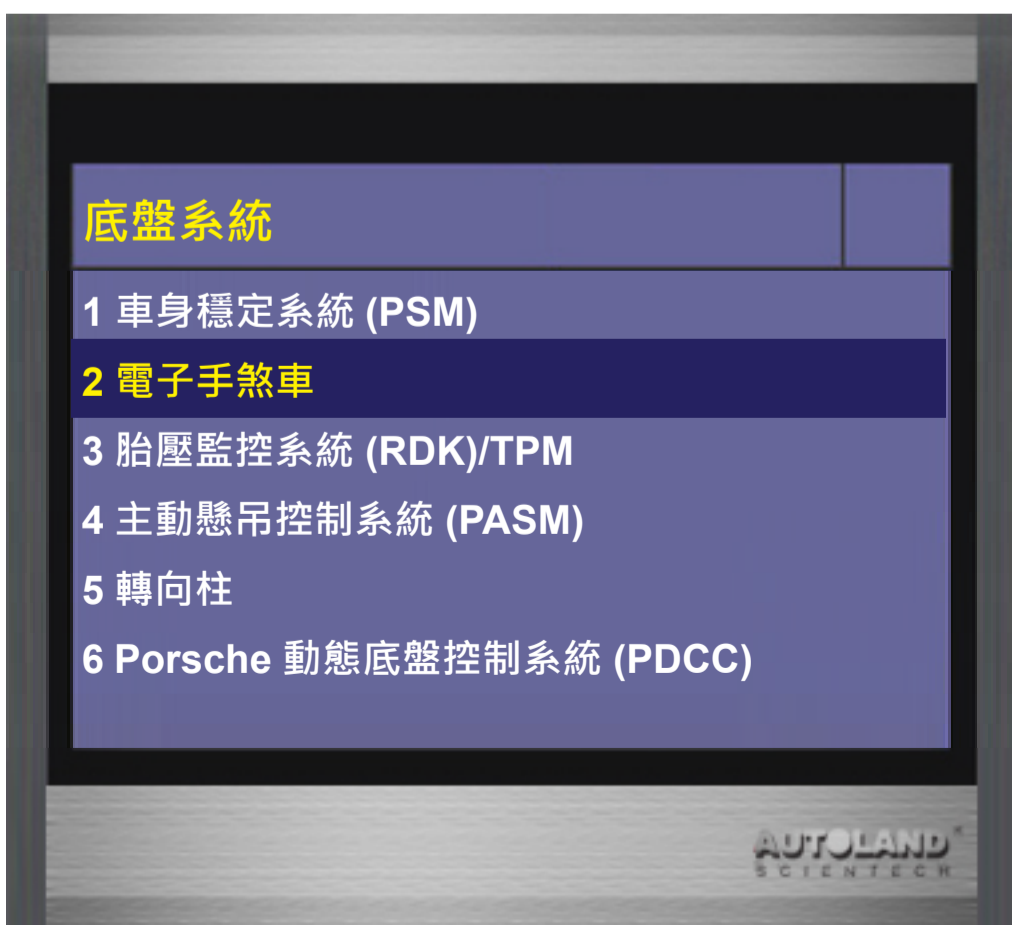 底盤系統
1 車身穩定系統 (PSM)
2 電子手煞車
3 胎壓監控系統 (RDK)/TPM
4 主動懸吊控制系統 (PASM)
5 轉向柱
6 Porsche 動態底盤控制系統 (PDCC)
AUTOLAND
SCIENTECH